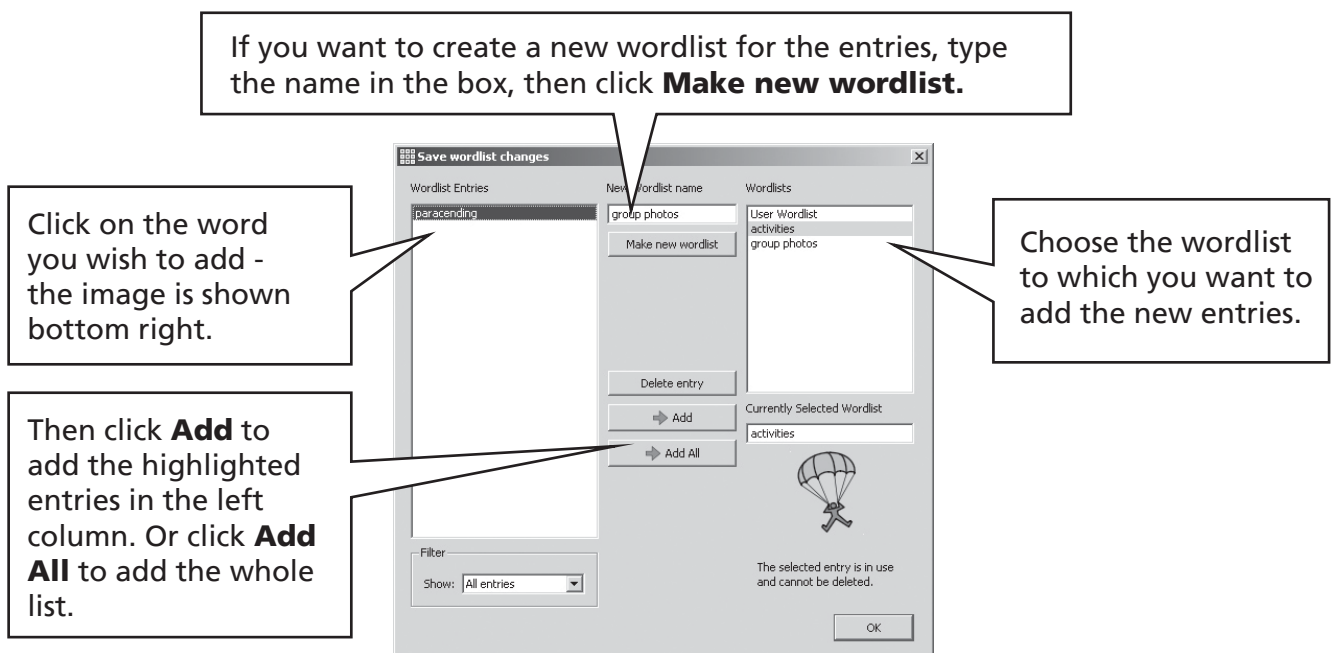 If you want to create a new wordlist for the entries, type
the name in the box, then click Make new wordlist.
Click on the word
you wish to add -
the image is shown
bottom right.
Then click Add to
add the highlighted
entries in the left
column. Or click Add
All to add the whole
list.
Save wordlist changes
Wordlist Entries
paracending
Filter
Show: All entries
New Wordlist name
group photos
Make new wordlist
Delete entry
Add
Add All
Wordlists
User Wordlist
activities
group photos
Currently Selected Wordlist
activities
The selected entry is in use
and cannot be deleted.
OK
Choose the wordlist
to which you want to
add the new entries.